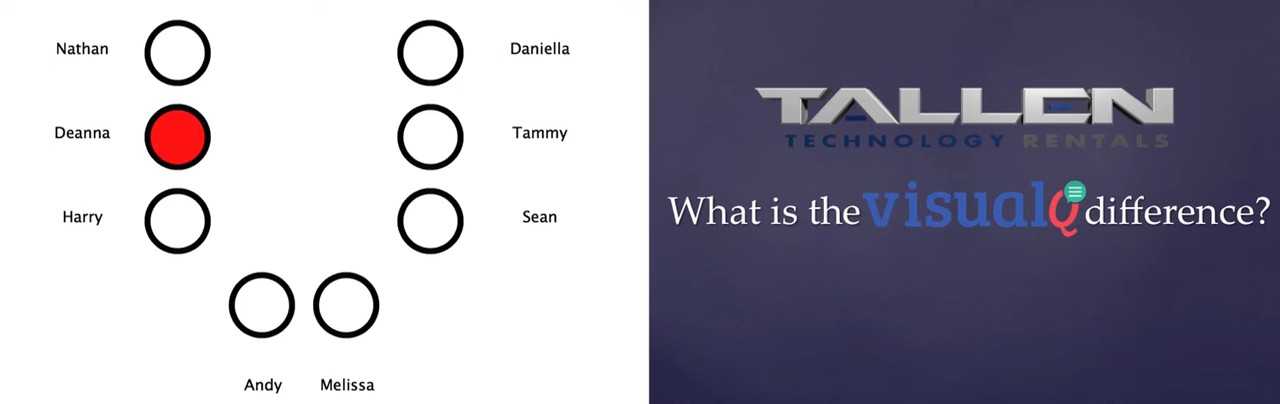 Nathan
Daniella
Deanna
Tammy
Harry
Sean
Andy Melissa
TALLEN
TECHNOLOGY RENTALS
What is the visualQ difference?